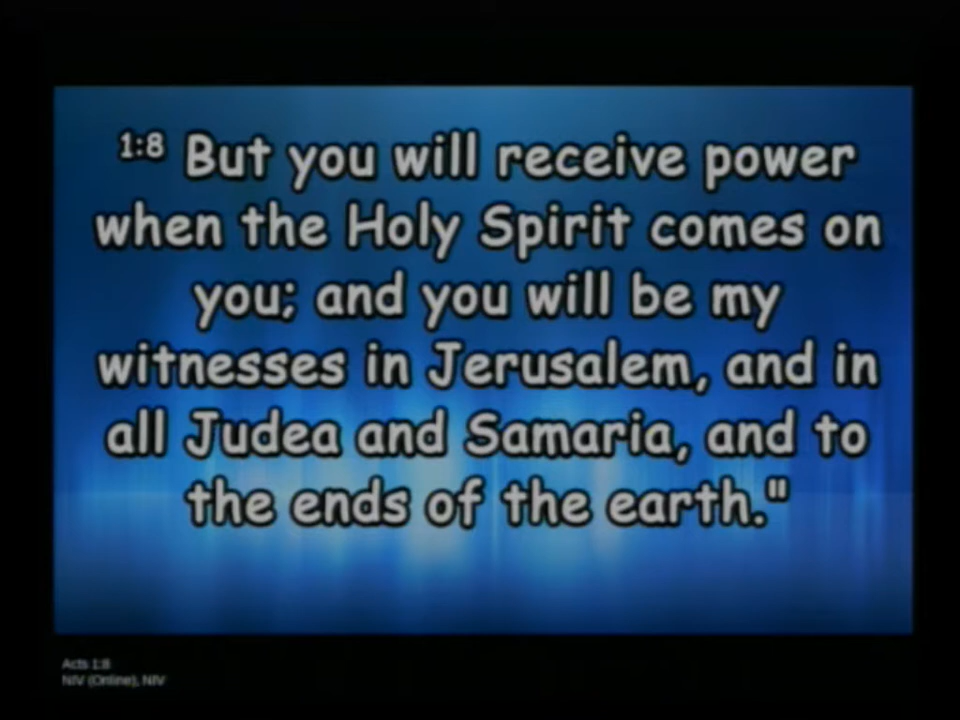 1:8 But you will receive power
when the Holy Spirit comes on
you; and you will be my
witnesses in Jerusalem, and in
all Judea and Samaria, and to
the ends of the earth."
Acts 1:8
NIV (Online), NIV